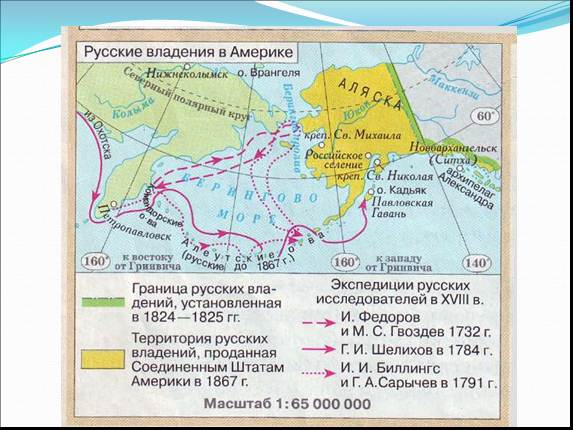 Русские владения в Америке
Нижнеколымск
о. Врангеля
Северный полярный круг
Колыма
из Охотска
Берингов пролив
АЛЯСКА
Юкон
Маккензи
60°
креп. Св. Михаила
Российское
селение
Новоархангельск
(Ситха)
креп. Св. Николая
архипелаг
Александра
о. Кадьяк
Павловская
Гавань
БЕРИНГОВО
МОРЕ
Командорские
о-ва
Петропавловск
Алеутские о-ва
(русские до 1867 г.)
160°
к востоку
от Гринвича
160°
к западу
от Гринвича
140°
Граница русских вла-
дений, установленная
в 1824—1825 гг.
Территория русских
владений, проданная
Соединенным Штатам
Америки в 1867 г.
Экспедиции русских
исследователей в XVIII в.
И. Федоров
и М. С. Гвоздев 1732 г.
Г. И. Шелихов в 1784 г.
И. И. Биллингс
и Г. А.Сарычев в 1791 г.
Масштаб 1:65 000 000